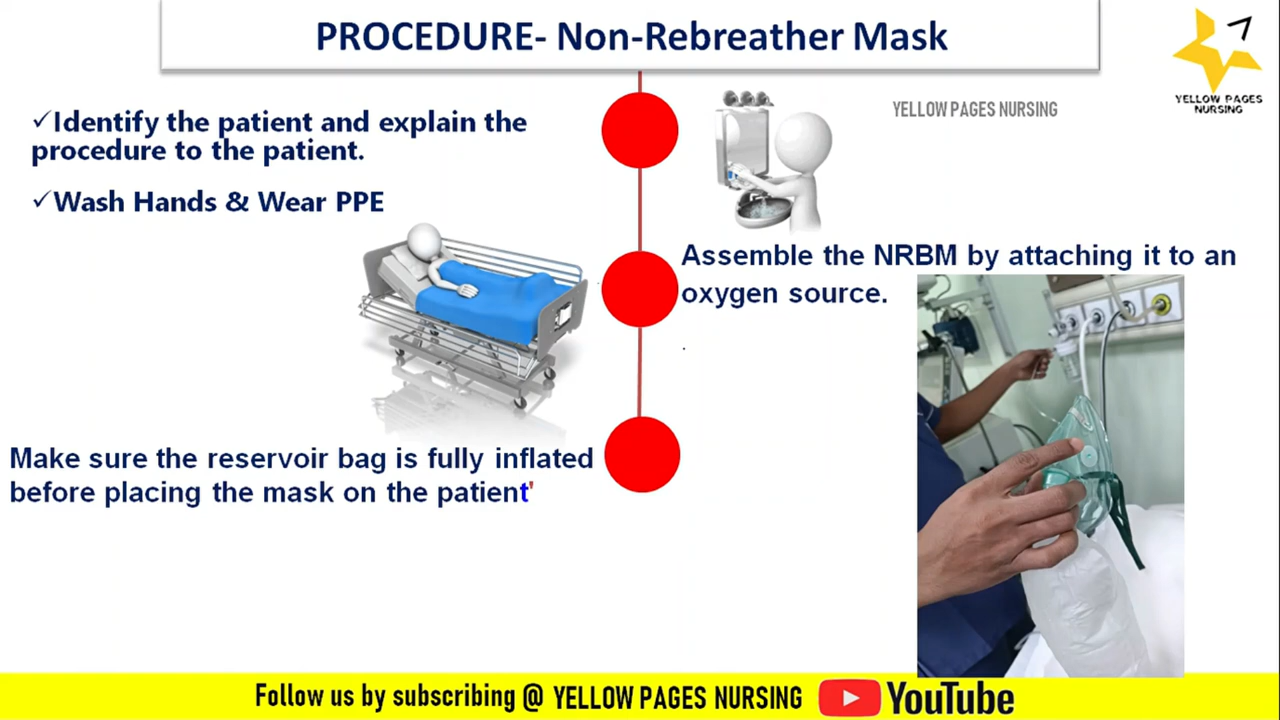 PROCEDURE- Non-Rebreather Mask
YELLOW PAGES
NURSING
YELLOW PAGES NURSING
✓Identify the patient and explain the
procedure to the patient.
✓Wash Hands & Wear PPE
Assemble the NRBM by attaching it to an
oxygen source.
Make sure the reservoir bag is fully inflated
before placing the mask on the patient'
Follow us by subscribing @ YELLOW PAGES NURSING YouTube